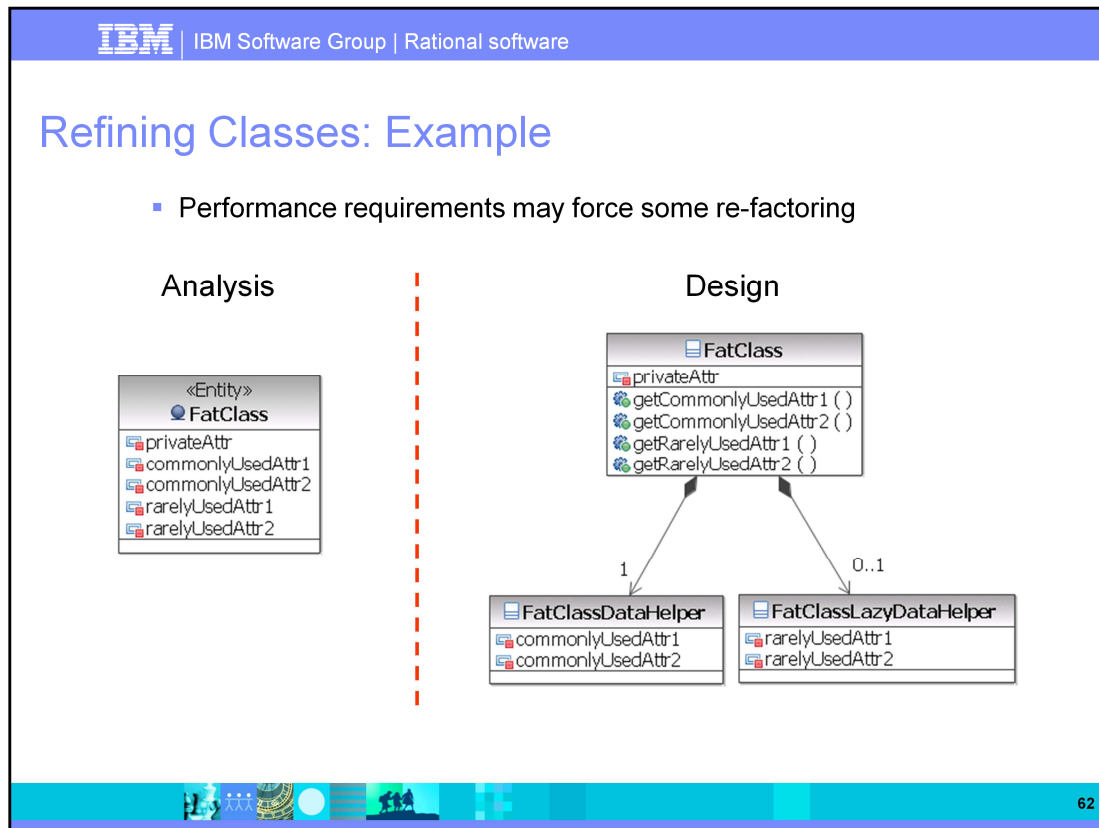 IBM | IBM Software Group | Rational software
Refining Classes: Example
▪ Performance requirements may force some re-factoring
Analysis
Design
«Entity»
FatClass
privateAttr
commonlyUsedAttr1
commonlyUsedAttr2
rarelyUsedAttr1
rarelyUsedAttr2
FatClass
privateAttr
getCommonlyUsedAttr1 ( )
getCommonlyUsedAttr2 ( )
getRarelyUsedAttr1 ( )
getRarelyUsedAttr2 ( )
1
0..1
FatClassDataHelper
commonlyUsedAttr1
commonlyUsedAttr2
FatClassLazyDataHelper
rarelyUsedAttr1
rarelyUsedAttr2
62